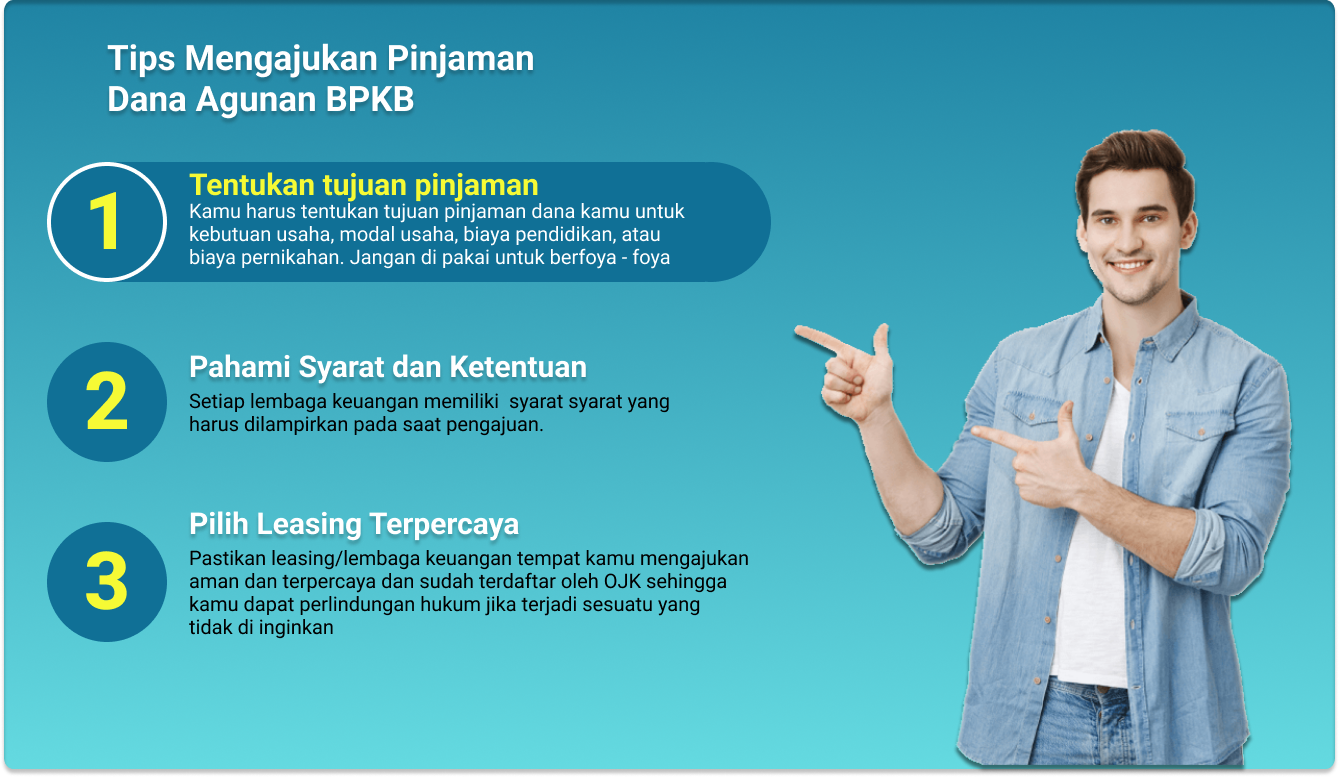 Tips Mengajukan Pinjaman
Dana Agunan BPKB
1
Tentukan tujuan pinjaman
Kamu harus tentukan tujuan pinjaman dana kamu untuk
kebutuan usaha, modal usaha, biaya pendidikan, atau
biaya pernikahan. Jangan di pakai untuk berfoya - foya
2
Pahami Syarat dan Ketentuan
Setiap lembaga keuangan memiliki  syarat syarat yang
harus dilampirkan pada saat pengajuan.
3
Pilih Leasing Terpercaya
Pastikan leasing/lembaga keuangan tempat kamu mengajukan
aman dan terpercaya dan sudah terdaftar oleh OJK sehingga
kamu dapat perlindungan hukum jika terjadi sesuatu yang
tidak di inginkan